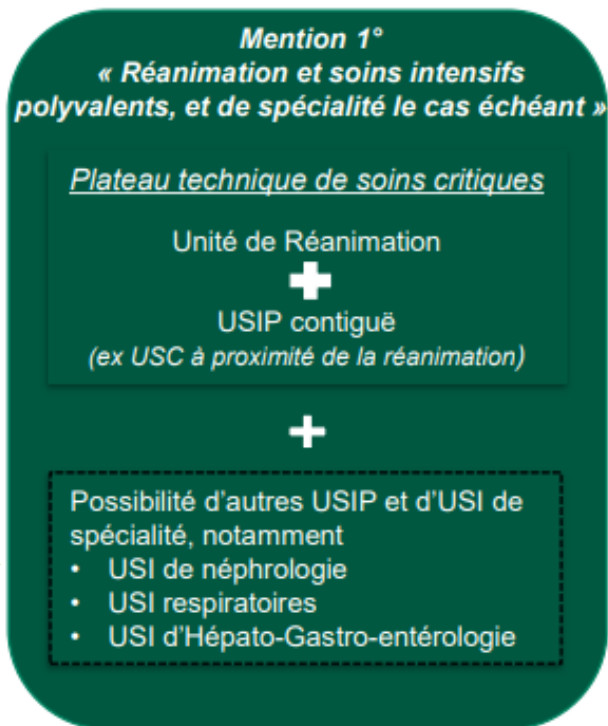 Mention 1°
« Réanimation et soins intensifs
polyvalents, et de spécialité le cas échéant »
Plateau technique de soins critiques
Unité de Réanimation
+
USIP contiguë
(ex USC à proximité de la réanimation)
+
Possibilité d'autres USIP et d'USI de
spécialité, notamment
• USI de néphrologie
• USI respiratoires
• USI d'Hépato-Gastro-entérologie